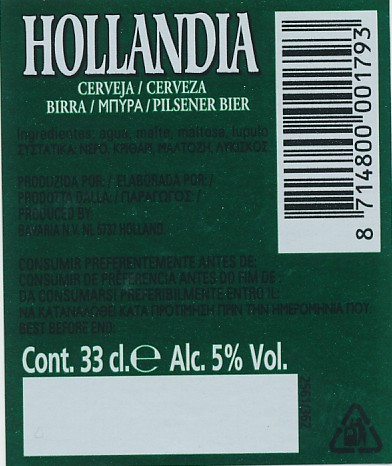 HOLLANDIA
CERVEJA / CERVEZA
BIRRA / ΜΠΥΡΑ / PILSENER BIER
Ingredientes: agua, malte, maltosa, lupulo
ΣΥΣΤΑΤΙΚΑ: ΝΕΡΟ, ΚΡΙΘΑΡΙ, ΜΑΛΤΟΖΗ, ΛΥΚΙΣΚΟΣ
PRODUZIDA POR: / ELABORADA POR: /
PRODOTTA DALLA: / ΠΑΡΑΓΩΓΟΣ: /
PRODUCED BY:
BAVARIA N.V. NL 5737 HOLLAND
CONSUMIR PREFERENTEMENTE ANTES DE:
CONSUMIR DE PREFERENCIA ANTES DO FIM DE:
DA CONSUMARSI PREFERIBILMENTE ENTRO IL:
ΝΑ ΚΑΤΑΝΑΛΩΘΕΙ ΚΑΤΑ ΠΡΟΤΙΜΗΣΗ ΠΡΙΝ ΤΗΝ ΗΜΕΡΟΜΗΝΙΑ ΠΟΥ
BEST BEFORE END:
Cont. 33 cl. ℮ Alc. 5% Vol.
8 714800 001793